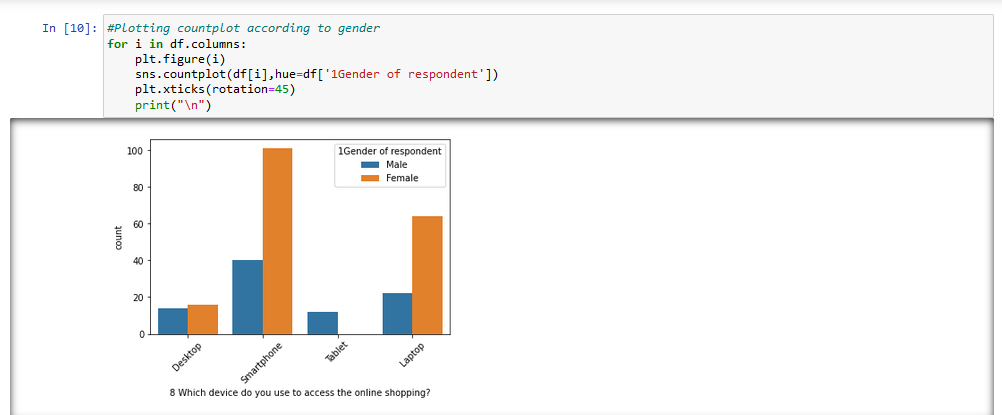 In [10]: #Plotting countplot according to gender
for i in df.columns:
    plt.figure(i)
    sns.countplot(df[i],hue=df['1Gender of respondent'])
    plt.xticks(rotation=45)
    print("\n")
1Gender of respondent
Male
Female
100
80
60
40
20
0
count
Desktop
Smartphone
Tablet
Laptop
8 Which device do you use to access the online shopping?